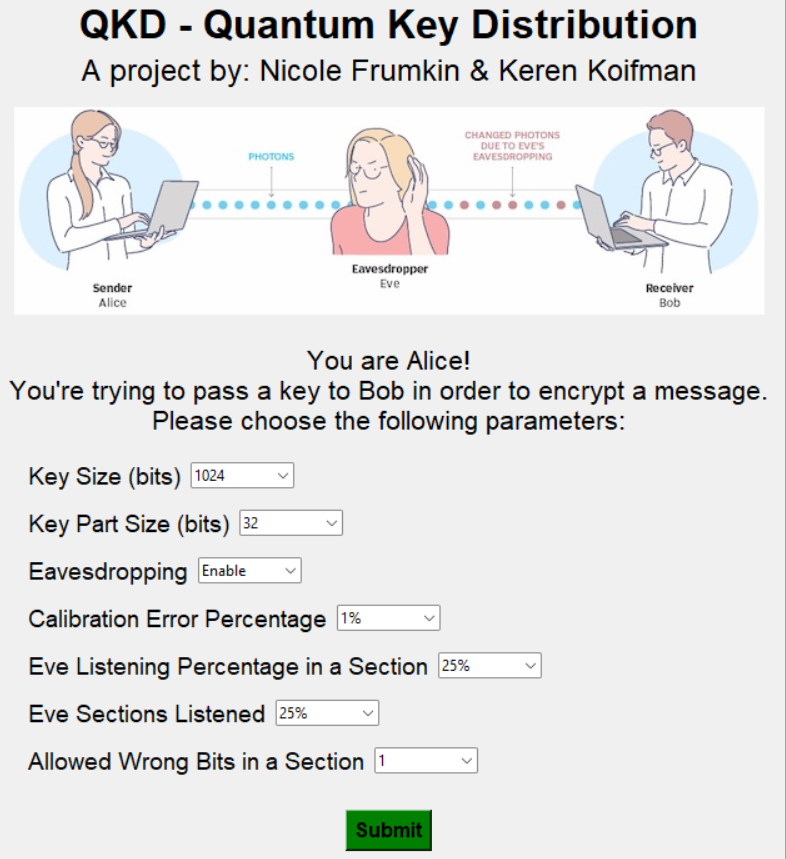 QKD - Quantum Key Distribution
A project by: Nicole Frumkin & Keren Koifman
PHOTONS
CHANGED PHOTONS
DUE TO EVE'S
EAVESDROPPING
Eavesdropper
Eve
Sender
Alice
Receiver
Bob
You are Alice!
You're trying to pass a key to Bob in order to encrypt a message.
Please choose the following parameters:
Key Size (bits) 1024
Key Part Size (bits) 32
Eavesdropping Enable
Calibration Error Percentage 1%
Eve Listening Percentage in a Section 25%
Eve Sections Listened 25%
Allowed Wrong Bits in a Section 1
Submit